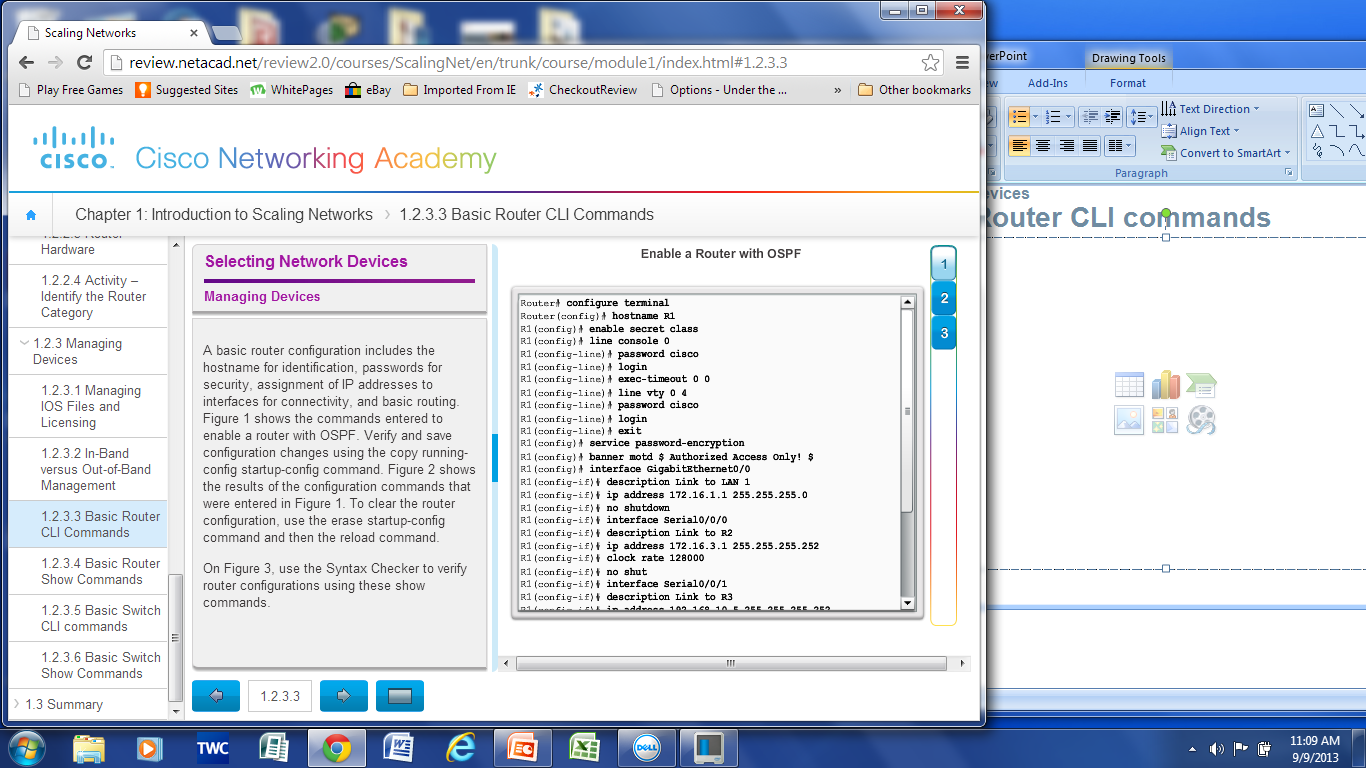 Scaling Networks
review.netacad.net/review2.0/courses/ScalingNet/en/trunk/course/module1/index.html#1.2.3.3
Play Free Games
Suggested Sites
WhitePages
eBay
Imported From IE
CheckoutReview
Options - Under the ...
»
Other bookmarks
cisco.
Cisco Networking Academy
Chapter 1: Introduction to Scaling Networks > 1.2.3.3 Basic Router CLI Commands
Hardware
1.2.2.4 Activity –
Identify the Router
Category
1.2.3 Managing
Devices
1.2.3.1 Managing
IOS Files and
Licensing
1.2.3.2 In-Band
versus Out-of-Band
Management
1.2.3.3 Basic Router
CLI Commands
1.2.3.4 Basic Router
Show Commands
1.2.3.5 Basic Switch
CLI commands
1.2.3.6 Basic Switch
Show Commands
1.3 Summary
Selecting Network Devices
Managing Devices
A basic router configuration includes the
hostname for identification, passwords for
security, assignment of IP addresses to
interfaces for connectivity, and basic routing.
Figure 1 shows the commands entered to
enable a router with OSPF. Verify and save
configuration changes using the copy running-
config startup-config command. Figure 2 shows
the results of the configuration commands that
were entered in Figure 1. To clear the router
configuration, use the erase startup-config
command and then the reload command.
On Figure 3, use the Syntax Checker to verify
router configurations using these show
commands.
1.2.3.3
Enable a Router with OSPF
Router# configure terminal
Router(config)# hostname R1
R1(config)# enable secret class
R1(config)# line console 0
R1(config-line)# password cisco
R1(config-line)# login
R1(config-line)# exec-timeout 0 0
R1(config-line)# line vty 0 4
R1(config-line)# password cisco
R1(config-line)# login
R1(config-line)# exit
R1(config)# service password-encryption
R1(config)# banner motd $ Authorized Access Only! $
R1(config)# interface GigabitEthernet0/0
R1(config-if)# description Link to LAN 1
R1(config-if)# ip address 172.16.1.1 255.255.255.0
R1(config-if)# no shutdown
R1(config-if)# interface Serial0/0/0
R1(config-if)# description Link to R2
R1(config-if)# ip address 172.16.3.1 255.255.255.252
R1(config-if)# clock rate 128000
R1(config-if)# no shut
R1(config-if)# interface Serial0/0/1
R1(config-if)# description Link to R3
R1(config-if)# ip address 192.168.10.5 255.255.255.252
1
2
3
erPoint
Drawing Tools
ew
Add-Ins
Format
Text Direction
Align Text
Convert to SmartArt
Paragraph
evices
Router CLI commands
TWC
DELL
11:09 AM
9/9/2013